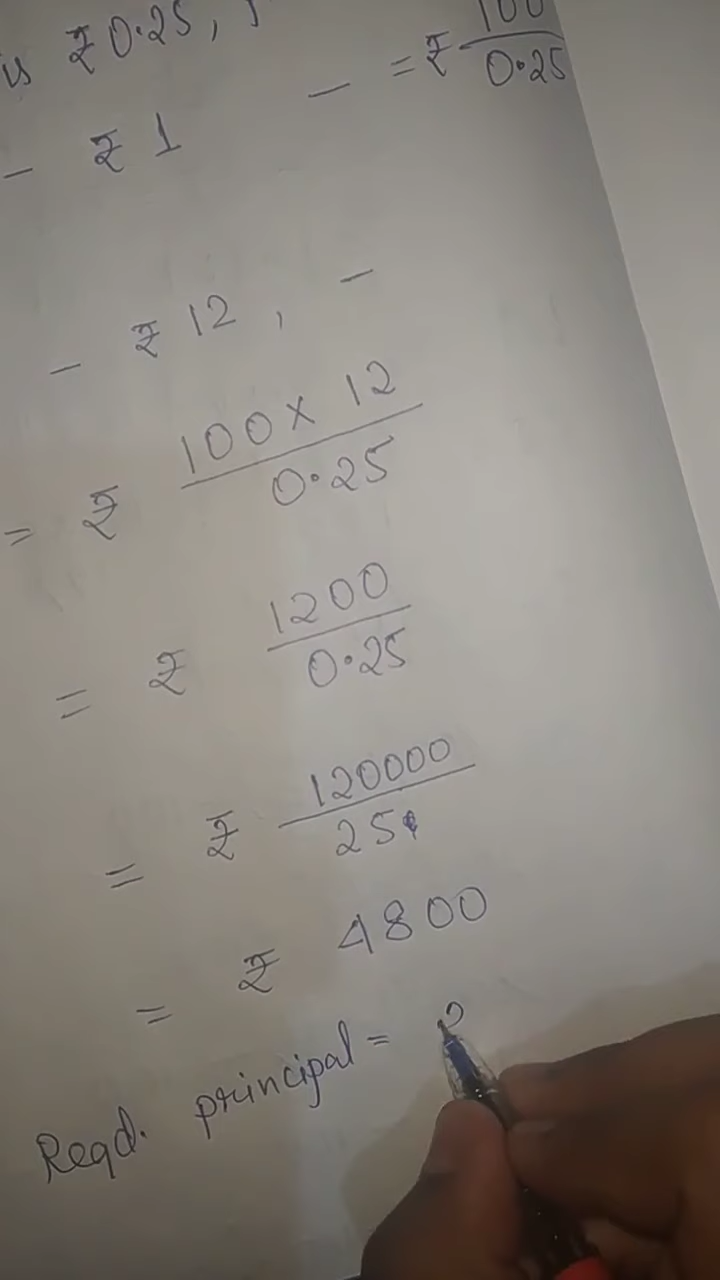 is ₹ 0.25, = ₹ 100/0.25
- ₹ 1 -
- ₹ 12, -
= ₹ 100 x 12/0.25
= ₹ 1200/0.25
= ₹ 120000/25
= ₹ 4800
Reqd. principal =